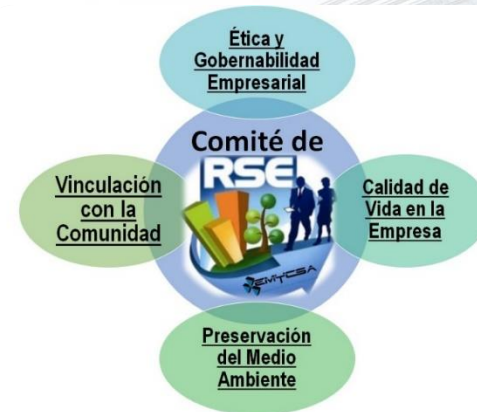 Ética y
Gobernabilidad
Empresarial
Comité de
RSE
Vinculación
con la
Comunidad
Calidad de
Vida en la
Empresa
EMYCSA
Preservación
del Medio
Ambiente